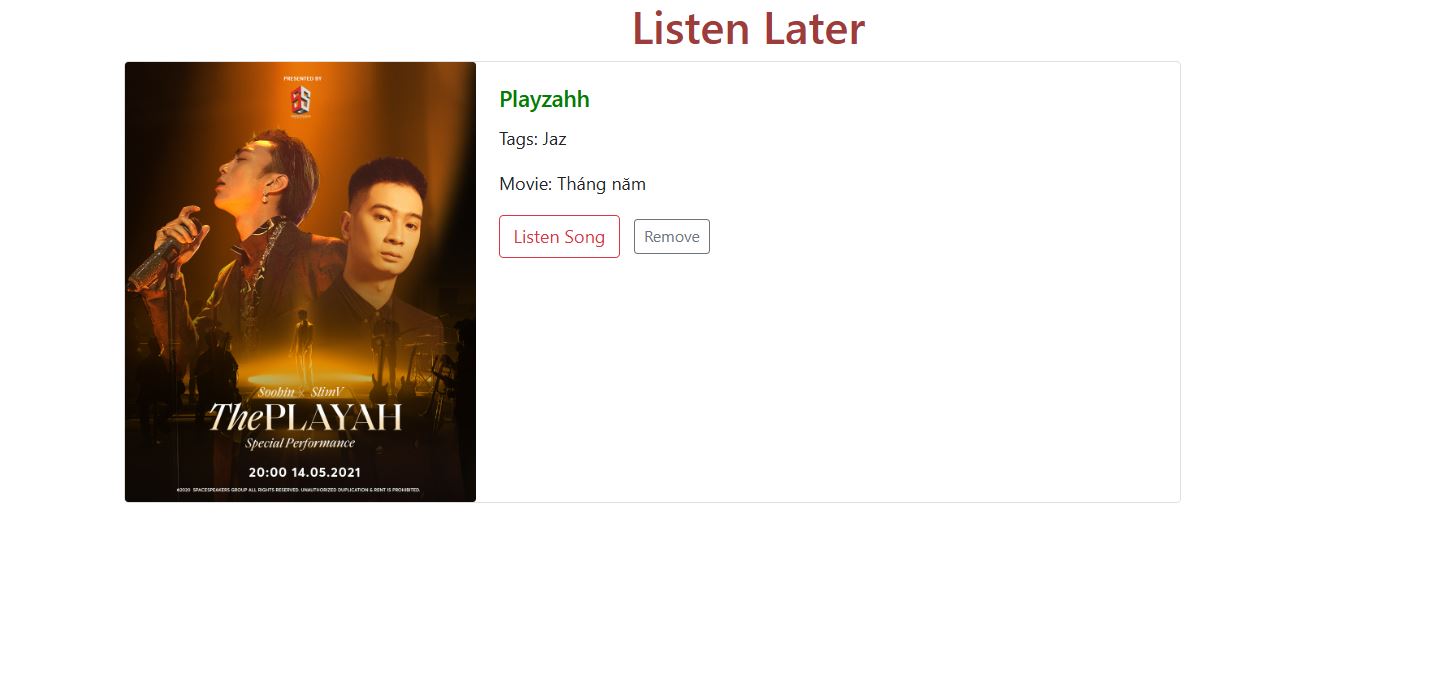 Listen Later
PRESENTED BY
Soobin × SlimV
ThePLAYAH
Special Performance
20:00 14.05.2021
©2020 SPACESPEAKERS GROUP ALL RIGHTS RESERVED. UNAUTHORIZED DUPLICATION & RENT IS PROHIBITED.
Playzahh
Tags: Jaz
Movie: Tháng năm
Listen Song
Remove